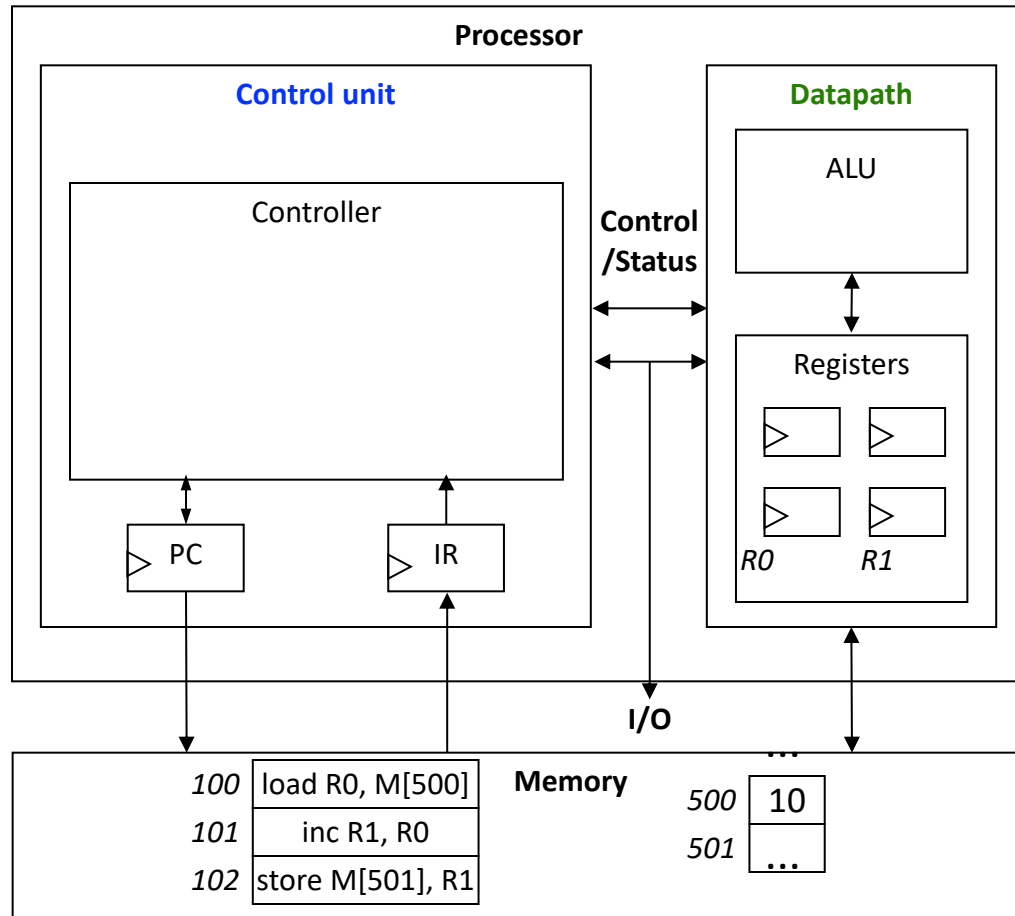 Processor
Control unit
Datapath
Controller
ALU
Control
/Status
Registers
R0
R1
PC
IR
I/O
Memory
100
load R0, M[500]
101
inc R1, R0
102
store M[501], R1
...
500
10
501
...